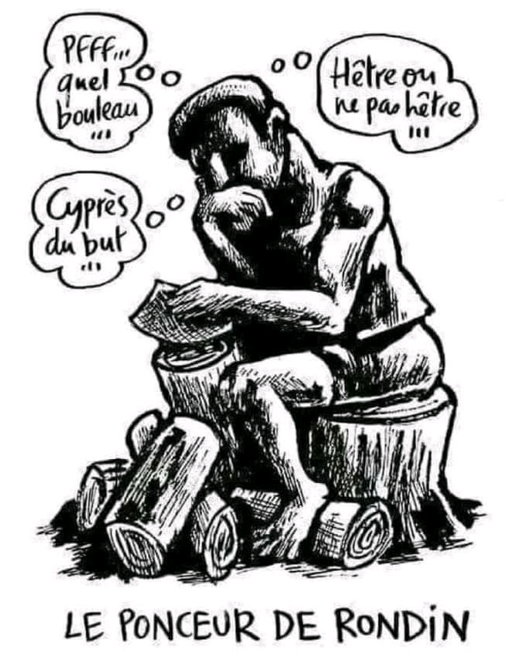 Pfff...
quel
bouleau
...
Hêtre ou
ne pas hêtre
...
Cyprès
du but
...
LE PONCEUR DE RONDIN